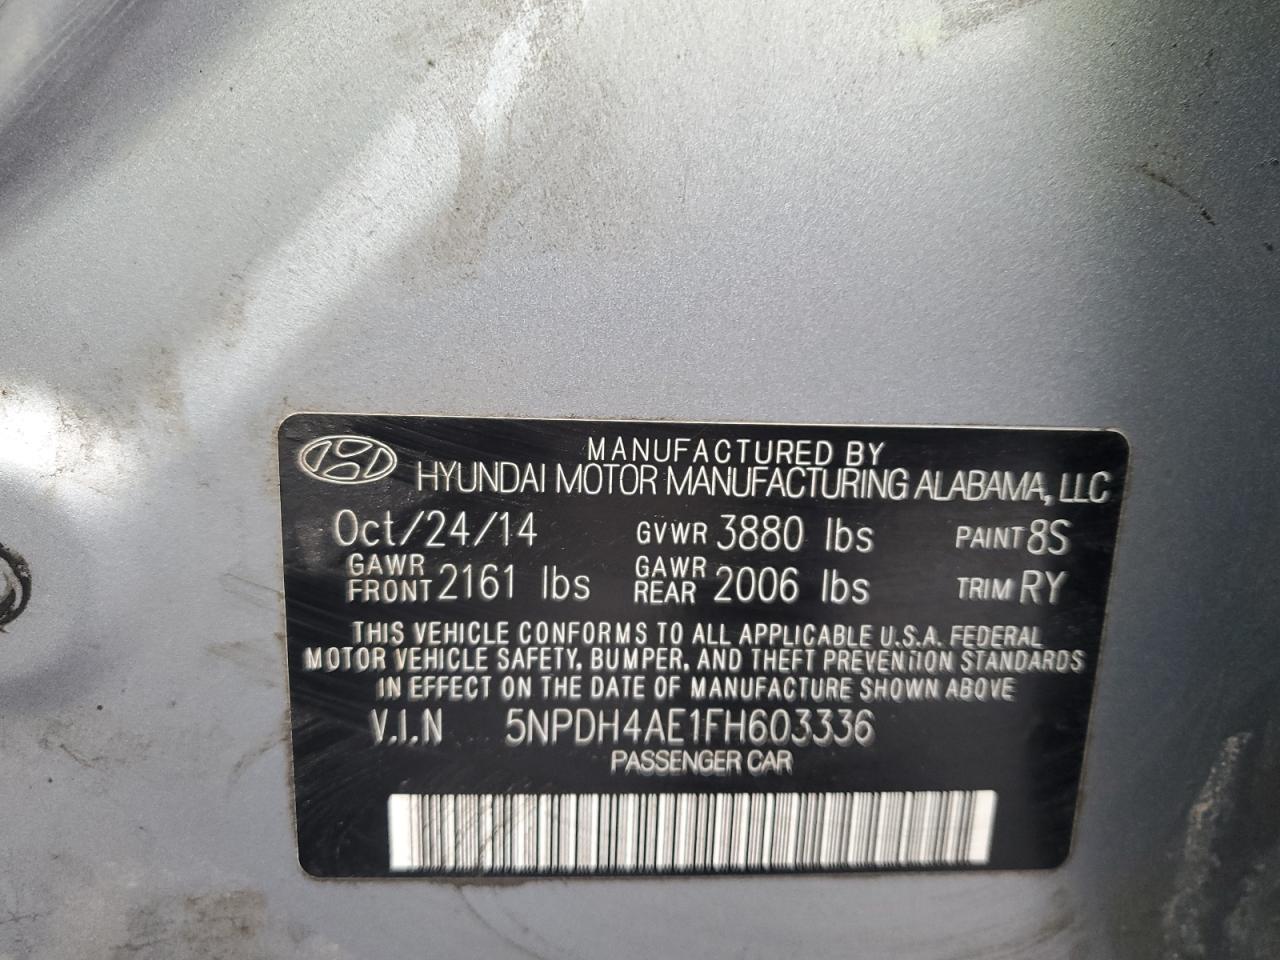 MANUFACTURED BY
HYUNDAI MOTOR MANUFACTURING ALABAMA, LLC
Oct/24/14 GVWR 3880 lbs PAINT 8S
GAWR FRONT 2161 lbs GAWR REAR 2006 lbs TRIM RY
THIS VEHICLE CONFORMS TO ALL APPLICABLE U.S.A. FEDERAL
MOTOR VEHICLE SAFETY, BUMPER, AND THEFT PREVENTION STANDARDS
IN EFFECT ON THE DATE OF MANUFACTURE SHOWN ABOVE
V.I.N 5NPDH4AE1FH603336
PASSENGER CAR